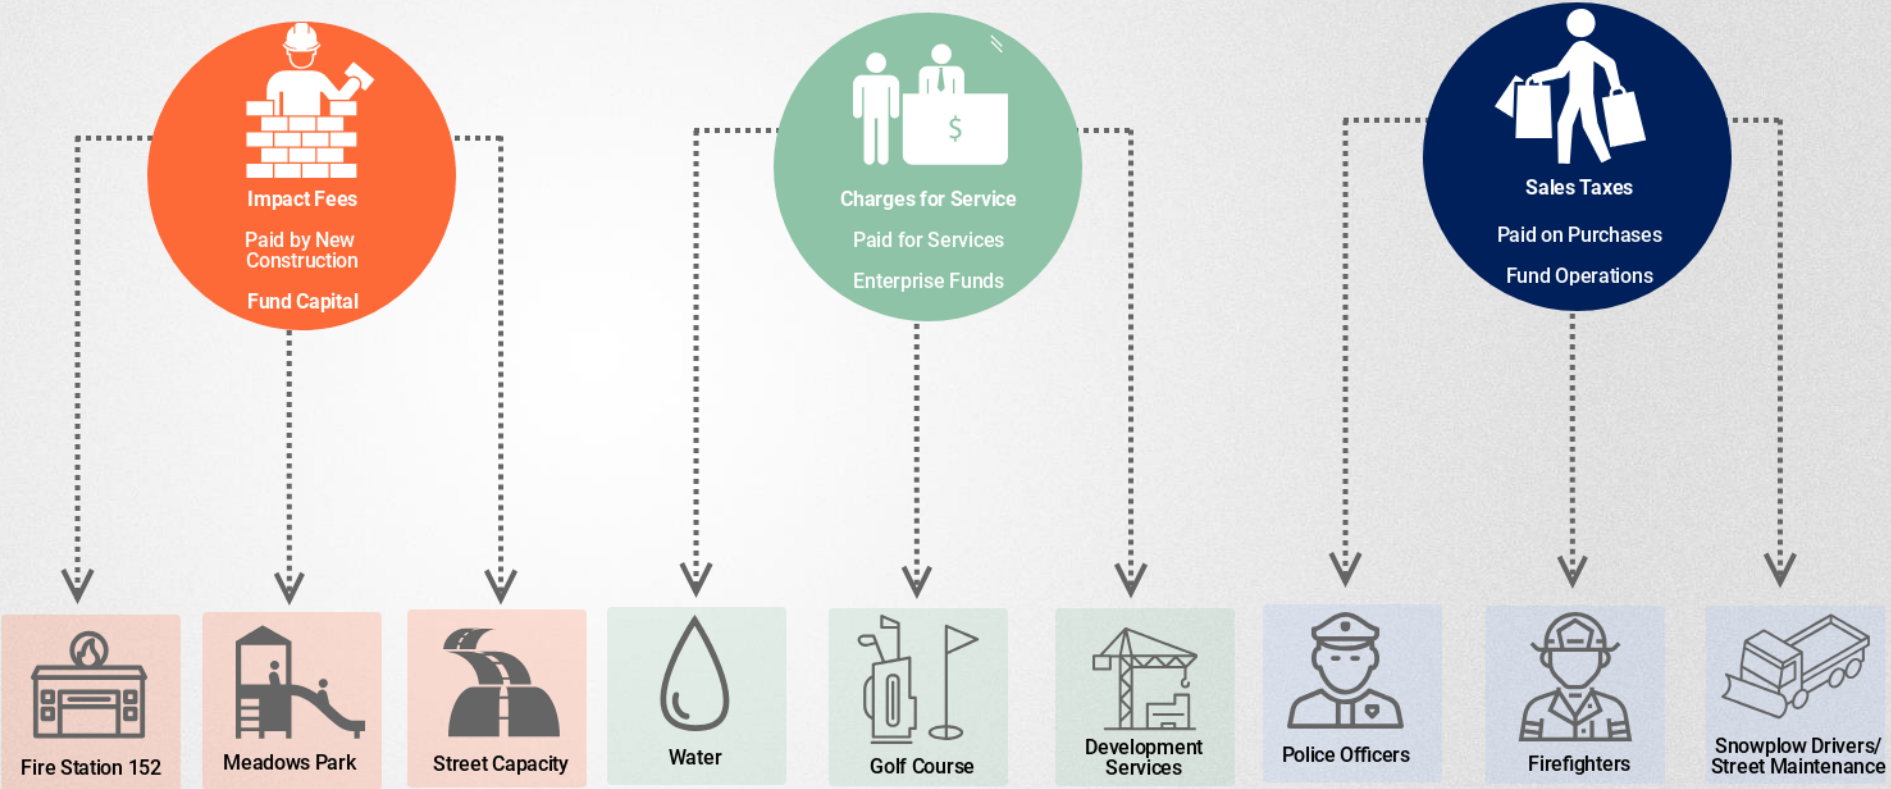 Impact Fees
Paid by New
Construction
Fund Capital
$
Charges for Service
Paid for Services
Enterprise Funds
Sales Taxes
Paid on Purchases
Fund Operations
Fire Station 152
Meadows Park
Street Capacity
Water
Golf Course
Development
Services
Police Officers
Firefighters
Snowplow Drivers/
Street Maintenance